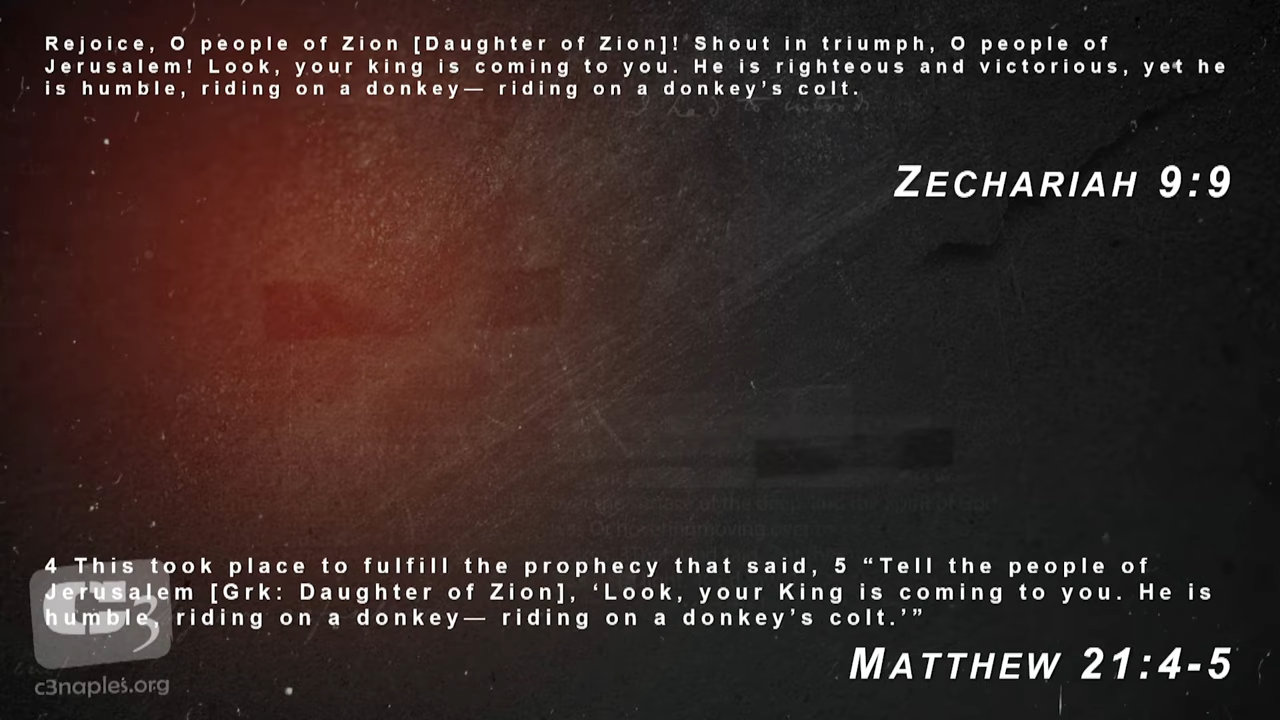 Rejoice, O people of Zion [Daughter of Zion]! Shout in triumph, O people of
Jerusalem! Look, your king is coming to you. He is righteous and victorious, yet he
is humble, riding on a donkey— riding on a donkey’s colt.
ZECHARIAH 9:9
4 This took place to fulfill the prophecy that said, 5 “Tell the people of
Jerusalem [Grk: Daughter of Zion], ‘Look, your King is coming to you. He is
humble, riding on a donkey— riding on a donkey’s colt.’”
MATTHEW 21:4-5
C3
c3naples.org